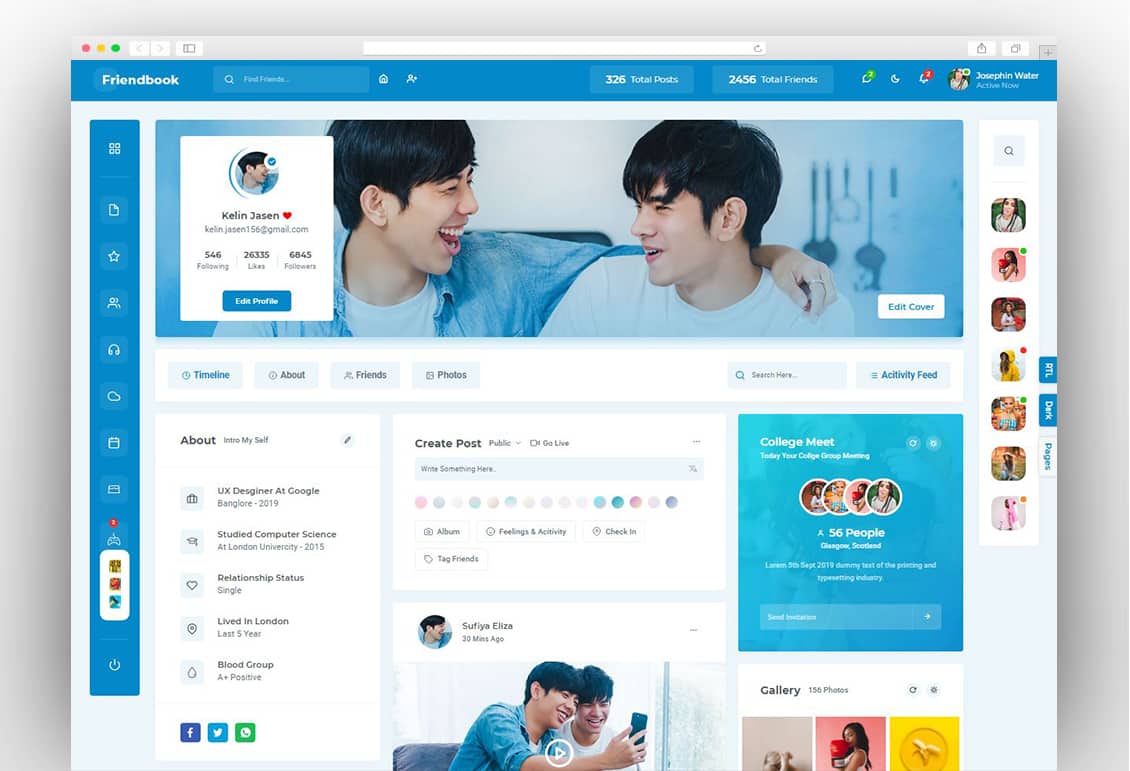 Friendbook
Find Friends...
326 Total Posts
2456 Total Friends
2
2
Josephin Water
Active Now
Kelin Jasen
kelin.jasen156@gmail.com
546 26335 6845
Following Likes Followers
Edit Profile
Edit Cover
Timeline
About
Friends
Photos
Search Here...
Acitivity Feed
RTL
Dark
Pages
About Intro My Self
UX Desginer At Google
Banglore - 2019
Studied Computer Science
At London Univercity - 2015
Relationship Status
Single
Lived In London
Last 5 Year
Blood Group
A+ Positive
Create Post Public Go Live
Write Something Here..
Album
Feelings & Acitivity
Check In
Tag Friends
Sufiya Eliza
30 Mins Ago
College Meet
Today Your Collge Group Meeting
56 People
Glasgow, Scotland
Lorem 5th Sept 2019 dummy text of the printing and
typesetting industry.
Send Invitation
Gallery 156 Photos